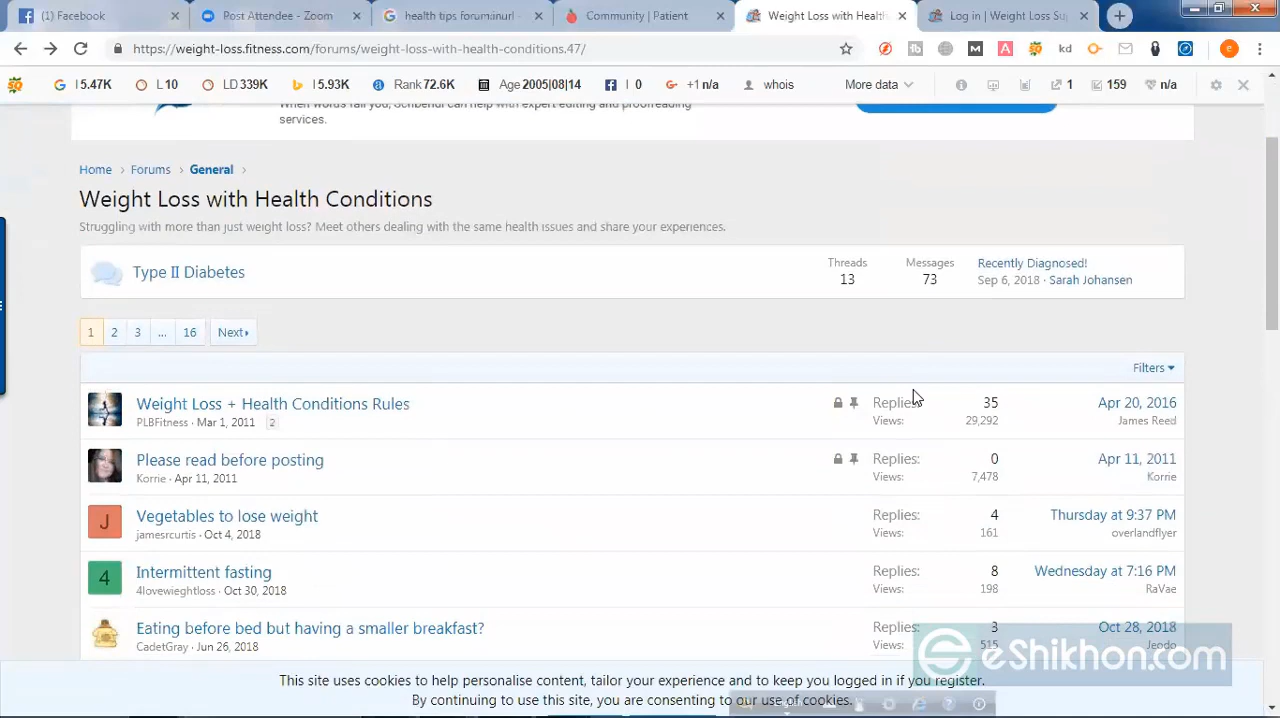 (1) Facebook
Post Attendee - Zoom
health tips foruminurl -
Community | Patient
Weight Loss with Health
Log in | Weight Loss Su
https://weight-loss.fitness.com/forums/weight-loss-with-health-conditions.47/
kd
e
I 5.47K
L 10
LD 339K
I 5.93K
Rank 72.6K
Age 2005|08|14
I 0
+1 n/a
whois
More data
1
159
n/a
When words fail you, Scribendi can help with expert editing and proofreading
services.
Home > Forums > General >
Weight Loss with Health Conditions
Struggling with more than just weight loss? Meet others dealing with the same health issues and share your experiences.
Type II Diabetes
Threads
13
Messages
73
Recently Diagnosed!
Sep 6, 2018 · Sarah Johansen
1 2 3 ... 16 Next
Filters
Weight Loss + Health Conditions Rules
PLBFitness · Mar 1, 2011 2
Replies: 35
Views: 29,292
Apr 20, 2016
James Reed
Please read before posting
Korrie · Apr 11, 2011
Replies: 0
Views: 7,478
Apr 11, 2011
Korrie
J
Vegetables to lose weight
jamesrcurtis · Oct 4, 2018
Replies: 4
Views: 161
Thursday at 9:37 PM
overlandflyer
4
Intermittent fasting
4lovewieghtloss · Oct 30, 2018
Replies: 8
Views: 198
Wednesday at 7:16 PM
RaVae
Eating before bed but having a smaller breakfast?
CadetGray · Jun 26, 2018
Replies: 3
Views: 515
Oct 28, 2018
eShikhon.com
This site uses cookies to help personalise content, tailor your experience and to keep you logged in if you register.
By continuing to use this site, you are consenting to our use of cookies.